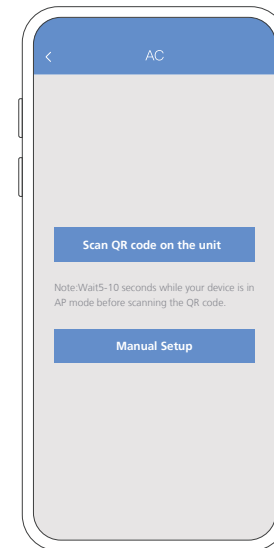 AC
Scan QR code on the unit
Note:Wait5-10 seconds while your device is in
AP mode before scanning the QR code.
Manual Setup